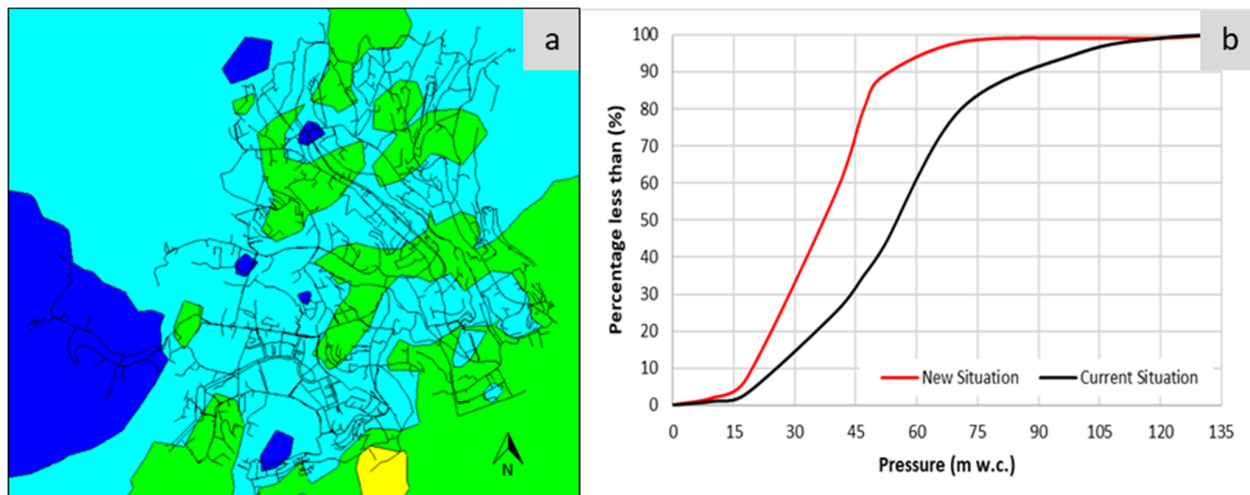 a
N
b
Percentage less than (%)
100
90
80
70
60
50
40
30
20
10
0
New Situation
Current Situation
0 15 30 45 60 75 90 105 120 135
Pressure (m w.c.)